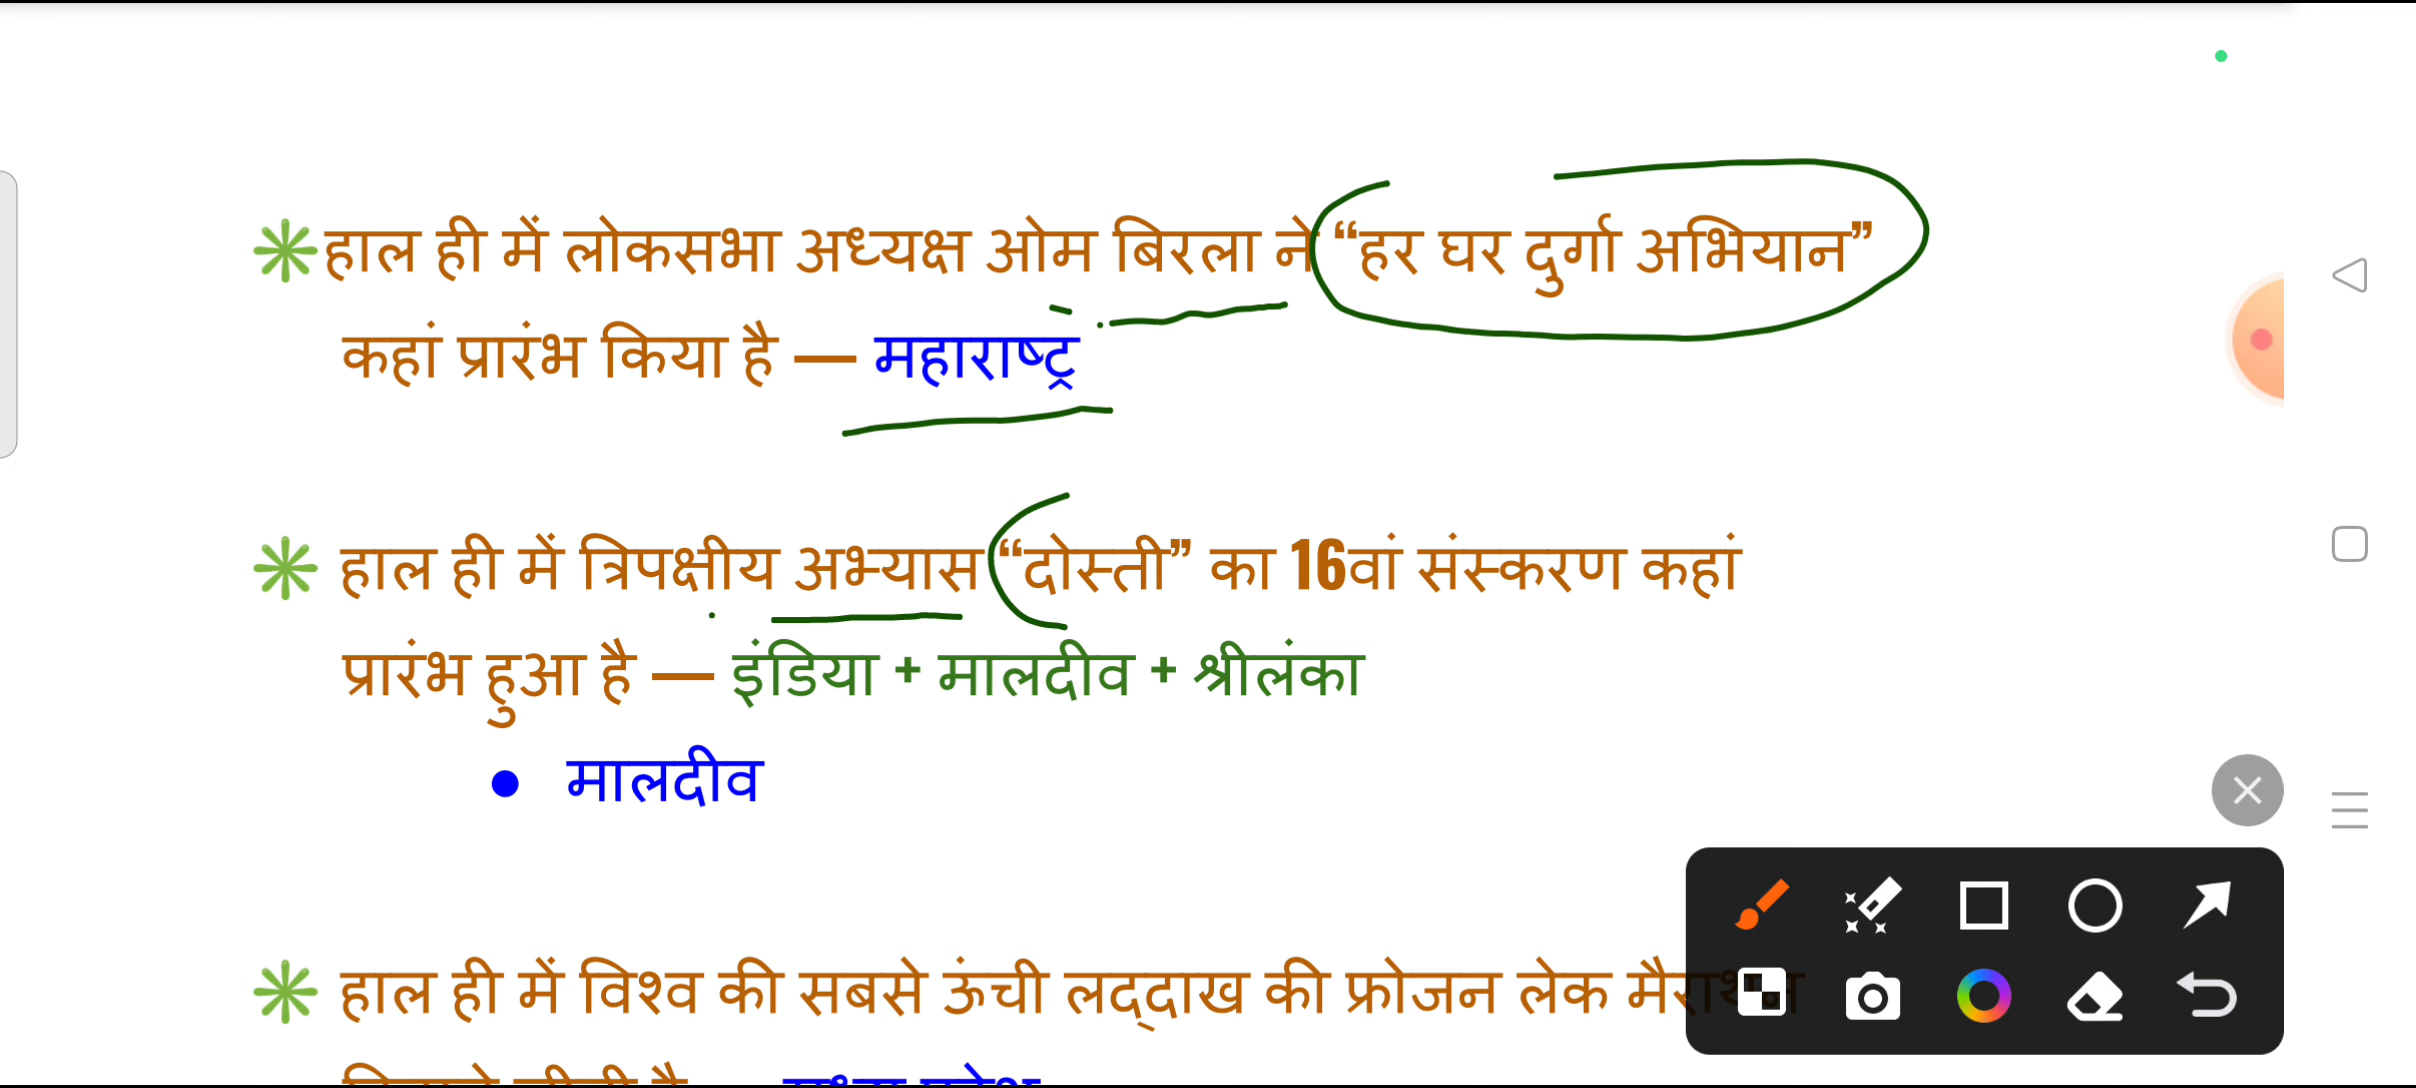 हाल ही में लोकसभा अध्यक्ष ओम बिरला ने “हर घर दुर्गा अभियान”
कहां प्रारंभ किया है — महाराष्ट्र
हाल ही में त्रिपक्षीय अभ्यास “दोस्ती” का 16वां संस्करण कहां
प्रारंभ हुआ है — इंडिया + मालदीव + श्रीलंका
● मालदीव
हाल ही में विश्व की सबसे ऊंची लद्दाख की फ्रोजन लेक मैराथन